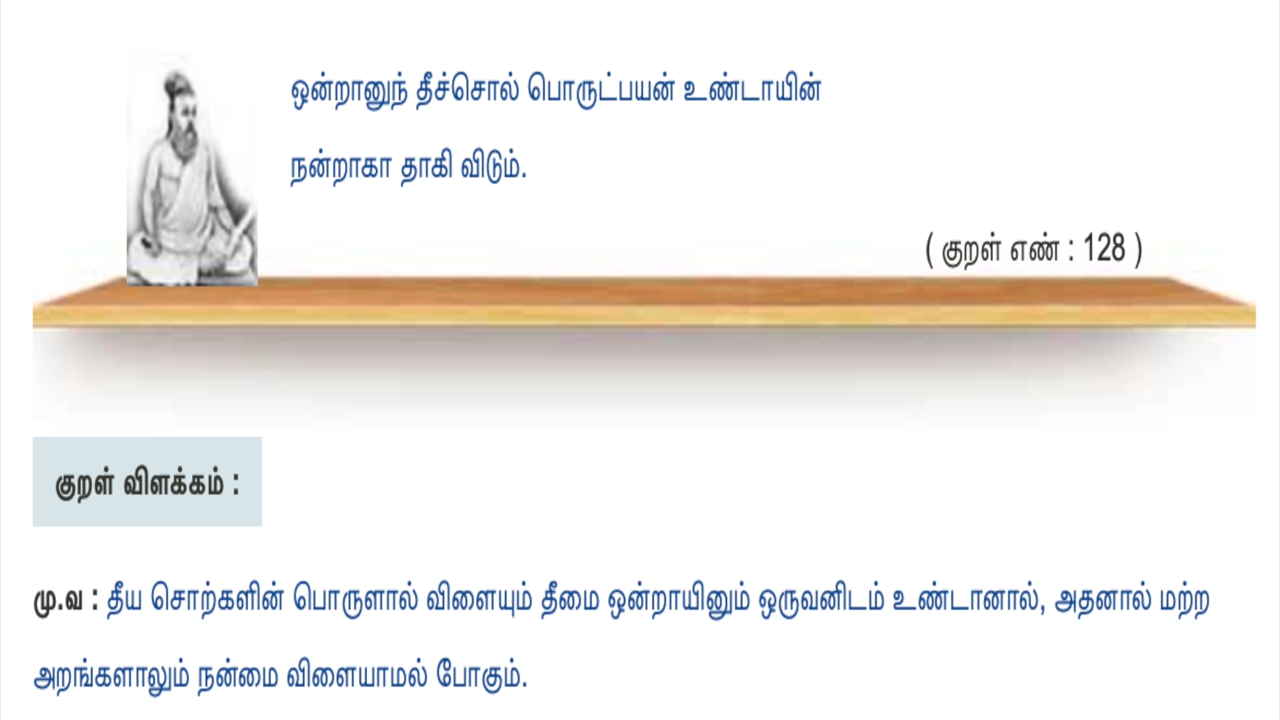 ஒன்றானுந் தீச்சொல் பொருட்பயன் உண்டாயின்
நன்றாகா தாகி விடும்.
( குறள் எண் : 128 )
குறள் விளக்கம் :
மு.வ : தீய சொற்களின் பொருளால் விளையும் தீமை ஒன்றாயினும் ஒருவனிடம் உண்டானால், அதனால் மற்ற
அறங்களாலும் நன்மை விளையாமல் போகும்.